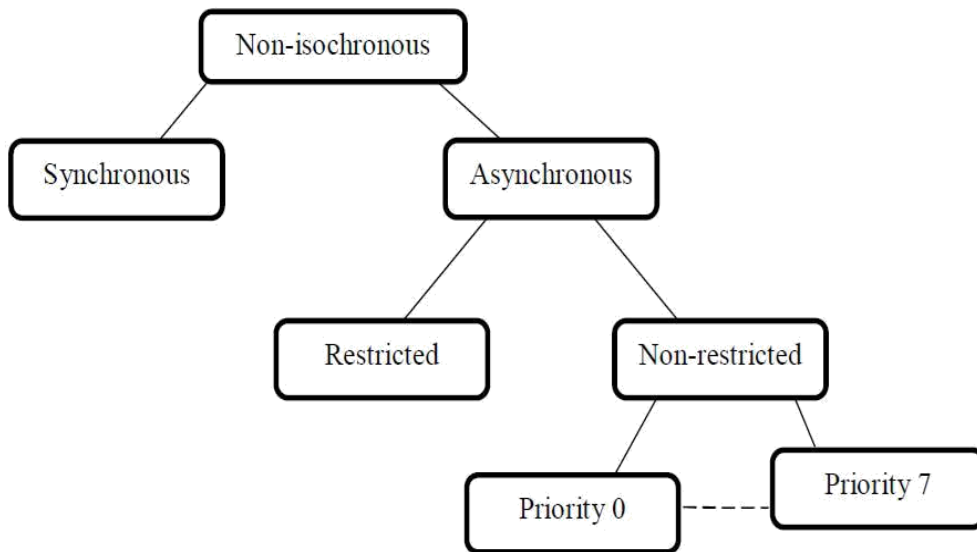 Non-isochronous
Synchronous
Asynchronous
Restricted
Non-restricted
Priority 0
Priority 7